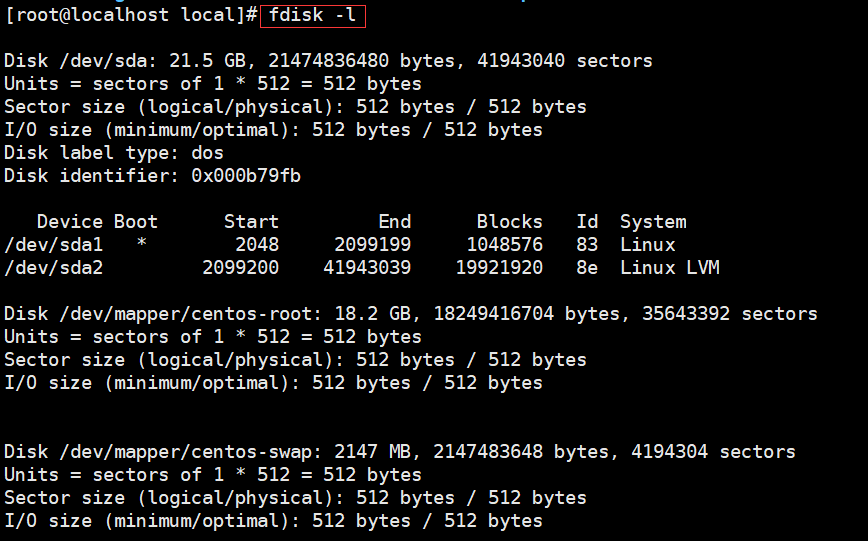 [root@localhost local]# fdisk -l
Disk /dev/sda: 21.5 GB, 21474836480 bytes, 41943040 sectors
Units = sectors of 1 * 512 = 512 bytes
Sector size (logical/physical): 512 bytes / 512 bytes
I/O size (minimum/optimal): 512 bytes / 512 bytes
Disk label type: dos
Disk identifier: 0x000b79fb
   Device Boot      Start         End      Blocks   Id  System
/dev/sda1   *        2048     2099199     1048576   83  Linux
/dev/sda2         2099200    41943039    19921920   8e  Linux LVM
Disk /dev/mapper/centos-root: 18.2 GB, 18249416704 bytes, 35643392 sectors
Units = sectors of 1 * 512 = 512 bytes
Sector size (logical/physical): 512 bytes / 512 bytes
I/O size (minimum/optimal): 512 bytes / 512 bytes
Disk /dev/mapper/centos-swap: 2147 MB, 2147483648 bytes, 4194304 sectors
Units = sectors of 1 * 512 = 512 bytes
Sector size (logical/physical): 512 bytes / 512 bytes
I/O size (minimum/optimal): 512 bytes / 512 bytes